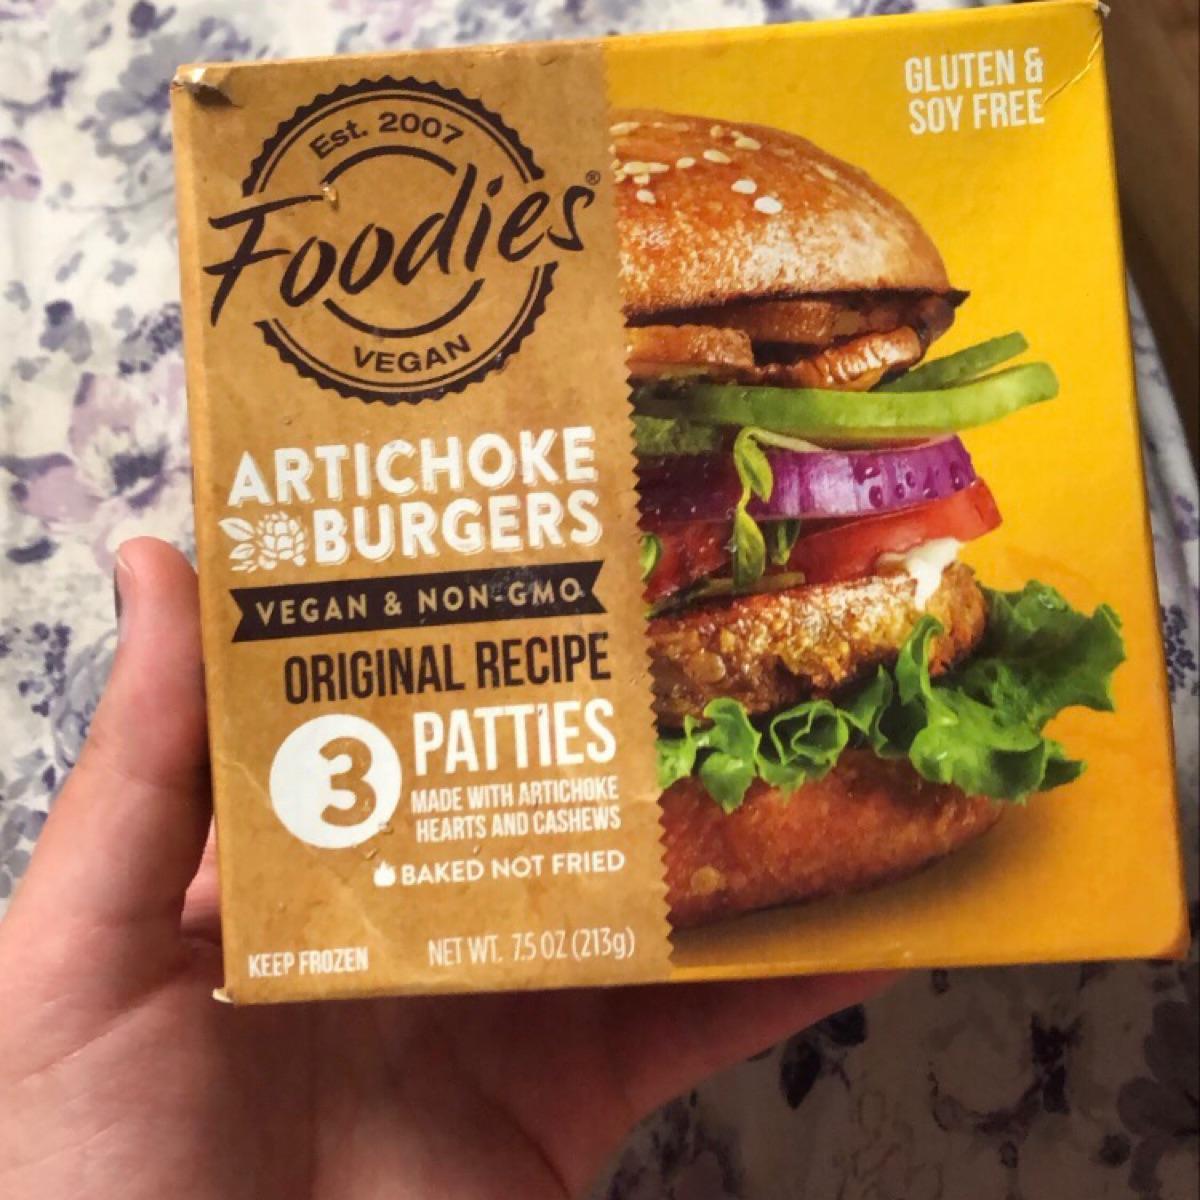 Est. 2007
Foodies®
VEGAN
GLUTEN &
SOY FREE
ARTICHOKE
BURGERS
VEGAN & NON-GMO
ORIGINAL RECIPE
3 PATTIES
MADE WITH ARTICHOKE
HEARTS AND CASHEWS
BAKED NOT FRIED
KEEP FROZEN
NET WT. 7.5 OZ (213g)